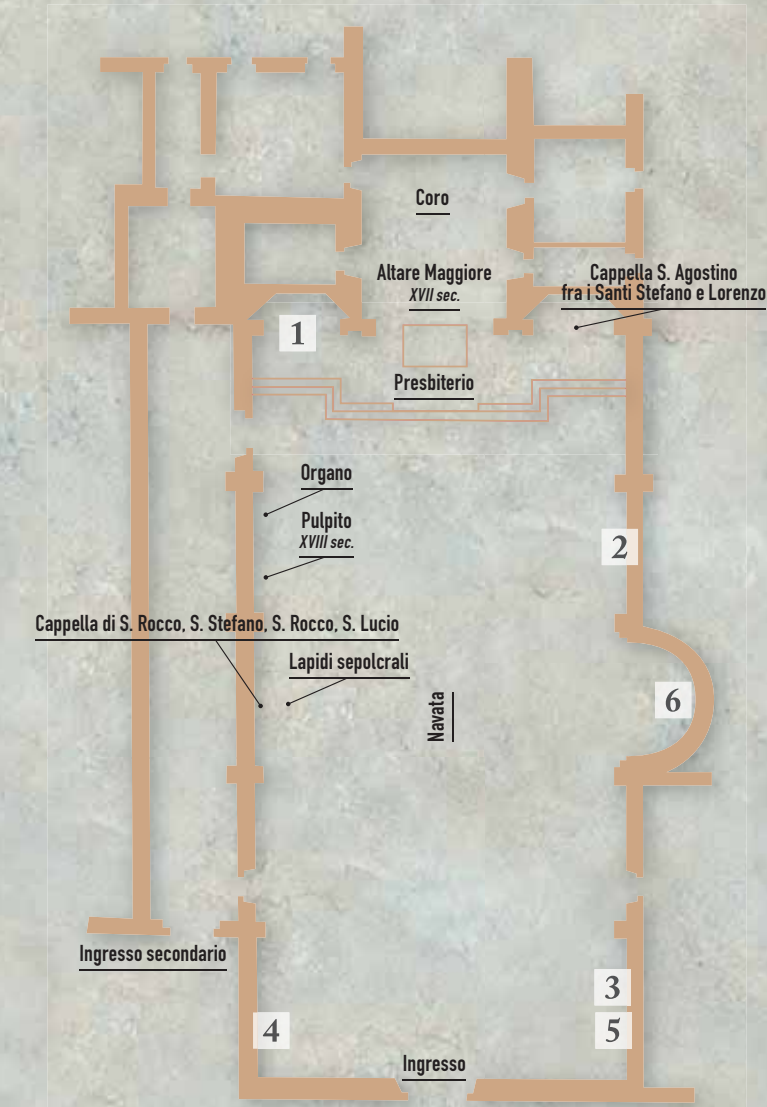 Coro
Altare Maggiore
XVII sec.
Cappella S. Agostino
fra i Santi Stefano e Lorenzo
1
Presbiterio
Organo
Pulpito
XVIII sec.
2
Cappella di S. Rocco, S. Stefano, S. Rocco, S. Lucio
Lapidi sepolcrali
6
Navata
Ingresso secondario
3
4
5
Ingresso